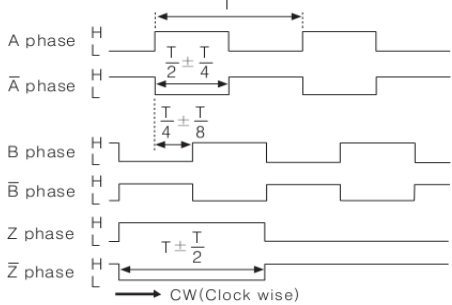 T
A phase H
L
A̅ phase H
L
T/2 ± T/4
T/4 ± T/8
B phase H
L
B̅ phase H
L
Z phase H
L
T ± T/2
Z̅ phase H
L
CW(Clock wise)